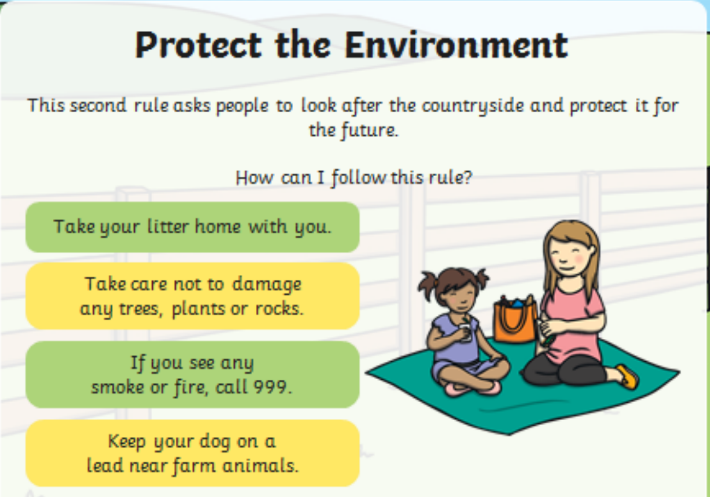 Protect the Environment
This second rule asks people to look after the countryside and protect it for
the future.
How can I follow this rule?
Take your litter home with you.
Take care not to damage
any trees, plants or rocks.
If you see any
smoke or fire, call 999.
Keep your dog on a
lead near farm animals.